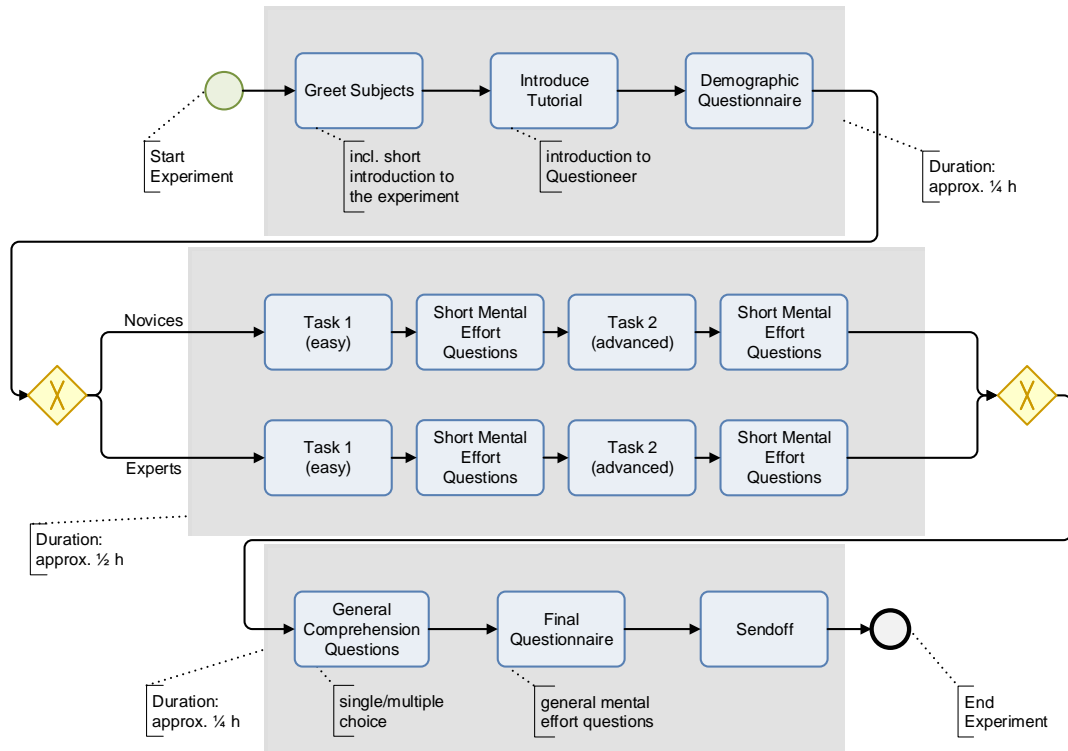 Greet Subjects
Introduce
Tutorial
Demographic
Questionnaire
Start
Experiment
incl. short
introduction to
the experiment
introduction to
Questioneer
Duration:
approx. ¼ h
Novices
Task 1
(easy)
Short Mental
Effort
Questions
Task 2
(advanced)
Short Mental
Effort
Questions
Experts
Task 1
(easy)
Short Mental
Effort
Questions
Task 2
(advanced)
Short Mental
Effort
Questions
Duration:
approx. ½ h
General
Comprehension
Questions
Final
Questionnaire
Sendoff
Duration:
approx. ¼ h
single/multiple
choice
general mental
effort questions
End
Experiment